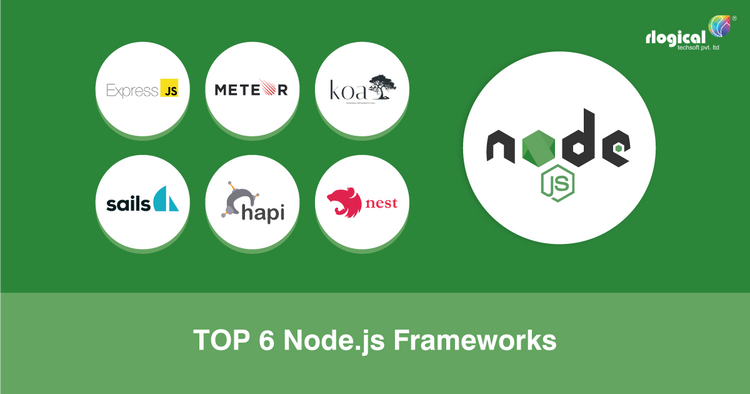 rlogical®
techsoft pvt. ltd
Express JS
METEOR
koa
sails
hapi
nest
node
JS
TOP 6 Node.js Frameworks